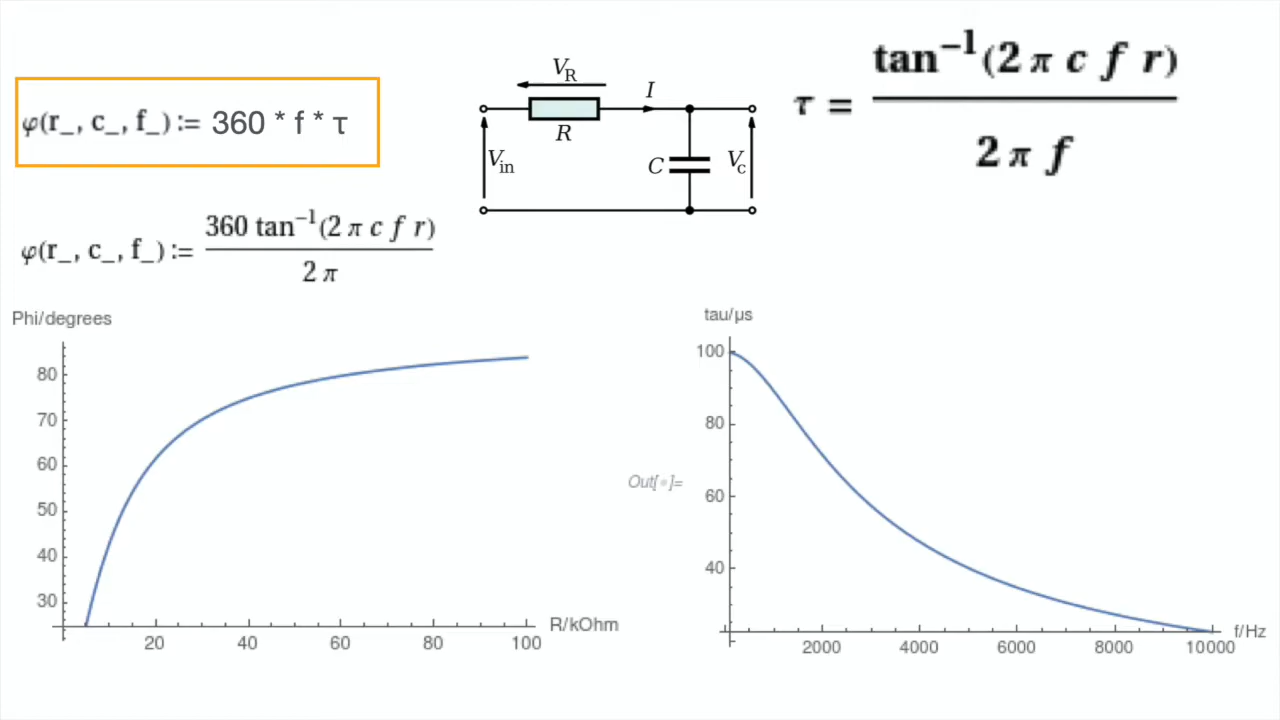 φ(r_, c_, f_) := 360 * f * τ
φ(r_, c_, f_) := 360 tan⁻¹(2 π c f r)
2 π
V_R
I
R
V_in
C
V_c
τ = tan⁻¹(2 π c f r)
2 π f
Phi/degrees
80
70
60
50
40
30
20 40 60 80 100
R/kOhm
tau/µs
100
80
60
40
Out[∘]=
2000 4000 6000 8000 10000
f/Hz